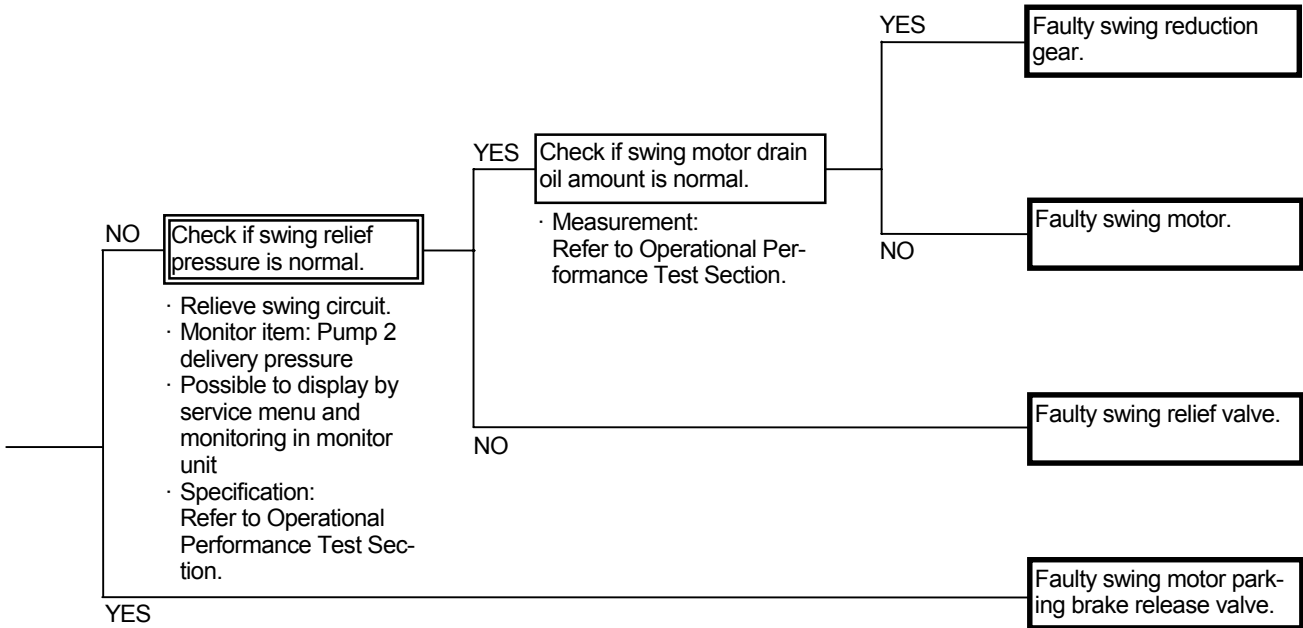 YES
Faulty swing reduction
gear.
YES
Check if swing motor drain
oil amount is normal.
· Measurement:
Refer to Operational Per-
formance Test Section.
NO
Faulty swing motor.
NO
Check if swing relief
pressure is normal.
· Relieve swing circuit.
· Monitor item: Pump 2
delivery pressure
· Possible to display by
service menu and
monitoring in monitor
unit
· Specification:
Refer to Operational
Performance Test Sec-
tion.
NO
Faulty swing relief valve.
YES
Faulty swing motor park-
ing brake release valve.